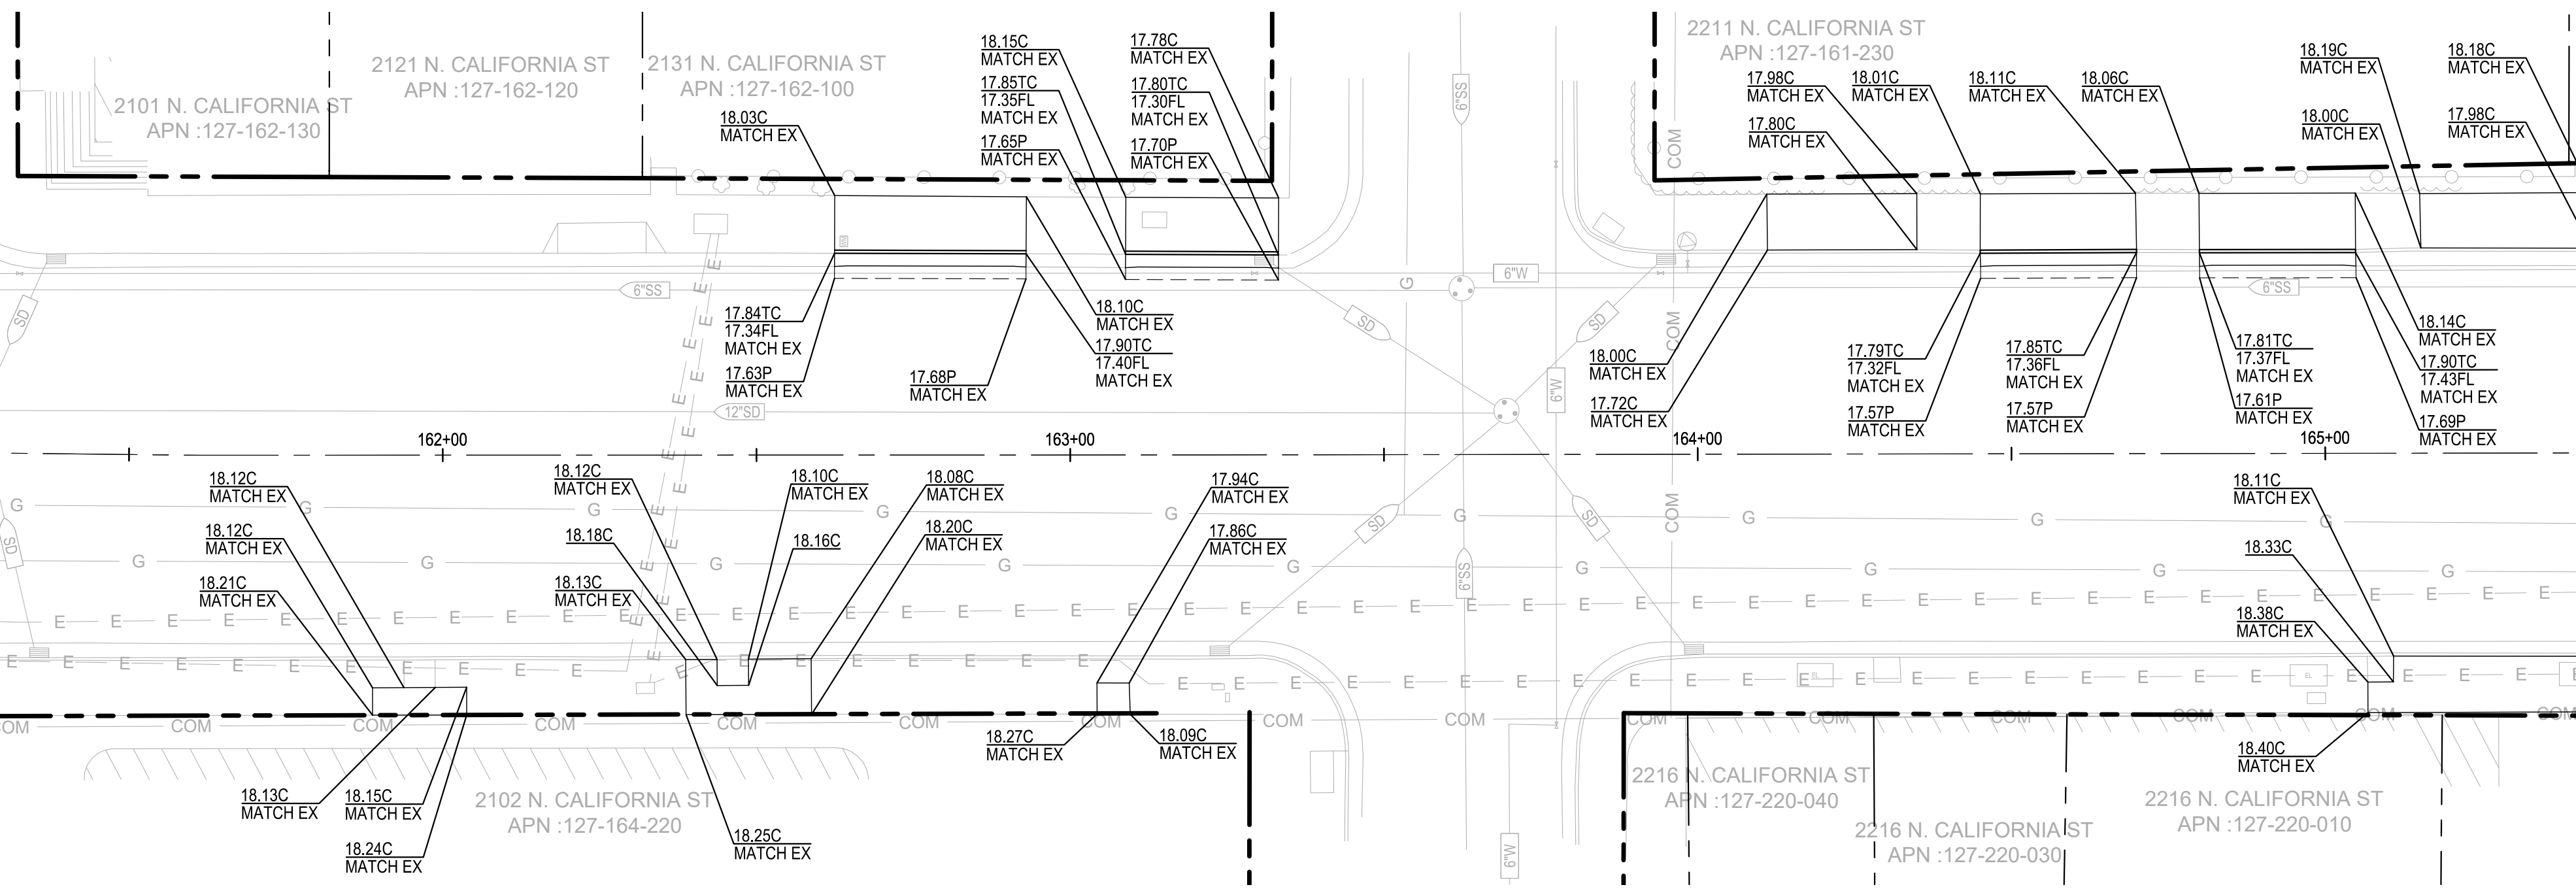 2101 N. CALIFORNIA ST
APN :127-162-130
2121 N. CALIFORNIA ST
APN :127-162-120
2131 N. CALIFORNIA ST
APN :127-162-100
18.03C
MATCH EX
18.15C
MATCH EX
17.85TC
17.35FL
MATCH EX
17.65P
MATCH EX
17.78C
MATCH EX
17.80TC
17.30FL
MATCH EX
17.70P
MATCH EX
6"SS
COM
2211 N. CALIFORNIA ST
APN :127-161-230
17.98C
MATCH EX
17.80C
MATCH EX
18.01C
MATCH EX
18.11C
MATCH EX
18.06C
MATCH EX
18.19C
MATCH EX
18.00C
MATCH EX
18.18C
MATCH EX
17.98C
MATCH EX
SD
6"SS
E
E
E
E
E
E
E
G
6"W
SD
SD
COM
6"SS
17.84TC
17.34FL
MATCH EX
17.63P
MATCH EX
17.68P
MATCH EX
18.10C
MATCH EX
17.90TC
17.40FL
MATCH EX
12"SD
6"W
18.00C
MATCH EX
17.72C
MATCH EX
17.79TC
17.32FL
MATCH EX
17.57P
MATCH EX
17.85TC
17.36FL
MATCH EX
17.57P
MATCH EX
17.81TC
17.37FL
MATCH EX
17.61P
MATCH EX
18.14C
MATCH EX
17.90TC
17.43FL
MATCH EX
17.69P
MATCH EX
162+00
163+00
164+00
165+00
18.12C
MATCH EX
18.12C
MATCH EX
18.21C
MATCH EX
18.12C
MATCH EX
18.18C
18.13C
MATCH EX
18.10C
MATCH EX
18.16C
18.08C
MATCH EX
18.20C
MATCH EX
17.94C
MATCH EX
17.86C
MATCH EX
18.11C
MATCH EX
18.33C
18.38C
MATCH EX
G G G G G G G G G
SD
SD
SD
COM
G G G G G G G G G
6"SS
E E E E E E E E E E E E E E E E E E E E E E E
E E E E E E E E E E E E E E E E E E E E E E
EL
EL
COM COM COM COM COM COM COM COM COM COM COM COM COM COM
18.13C
MATCH EX
18.15C
MATCH EX
18.24C
MATCH EX
2102 N. CALIFORNIA ST
APN :127-164-220
18.25C
MATCH EX
18.27C
MATCH EX
18.09C
MATCH EX
6"W
2216 N. CALIFORNIA ST
APN :127-220-040
2216 N. CALIFORNIA ST
APN :127-220-030
2216 N. CALIFORNIA ST
APN :127-220-010
18.40C
MATCH EX